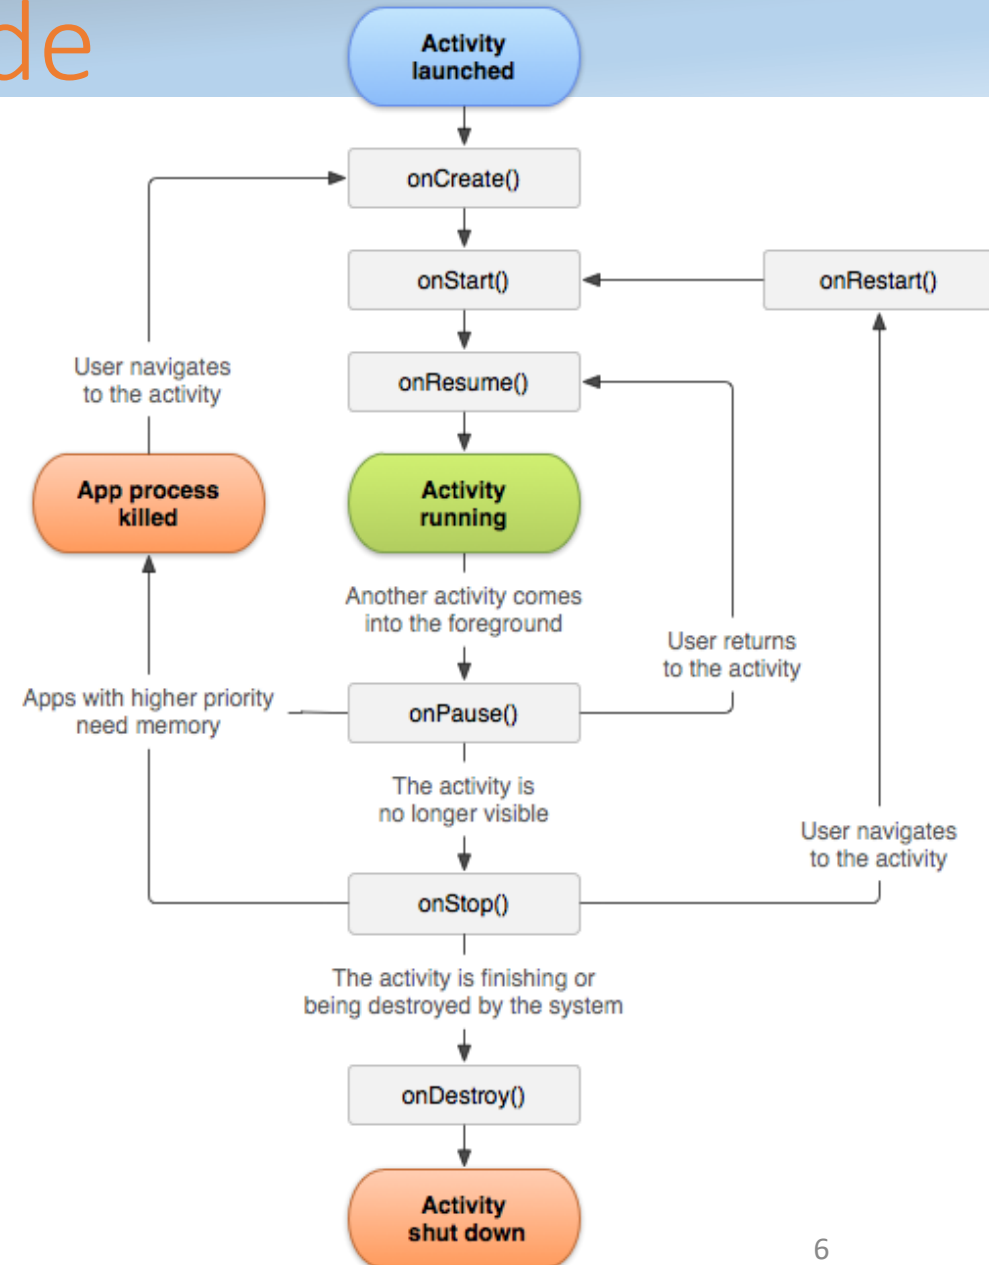 de
Activity
launched
onCreate()
onStart()
onRestart()
User navigates
to the activity
onResume()
App process
killed
Activity
running
Another activity comes
into the foreground
User returns
to the activity
Apps with higher priority
need memory
onPause()
The activity is
no longer visible
User navigates
to the activity
onStop()
The activity is finishing or
being destroyed by the system
onDestroy()
Activity
shut down
6